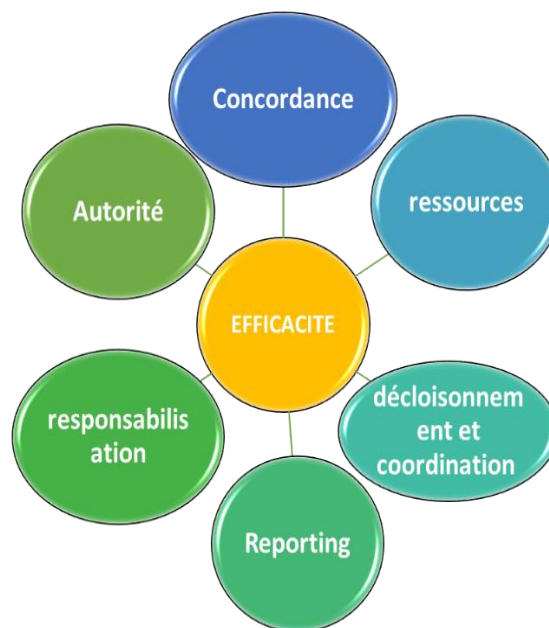 Concordance
Autorité
ressources
EFFICACITE
responsabilis
ation
décloisonnem
ent et
coordination
Reporting